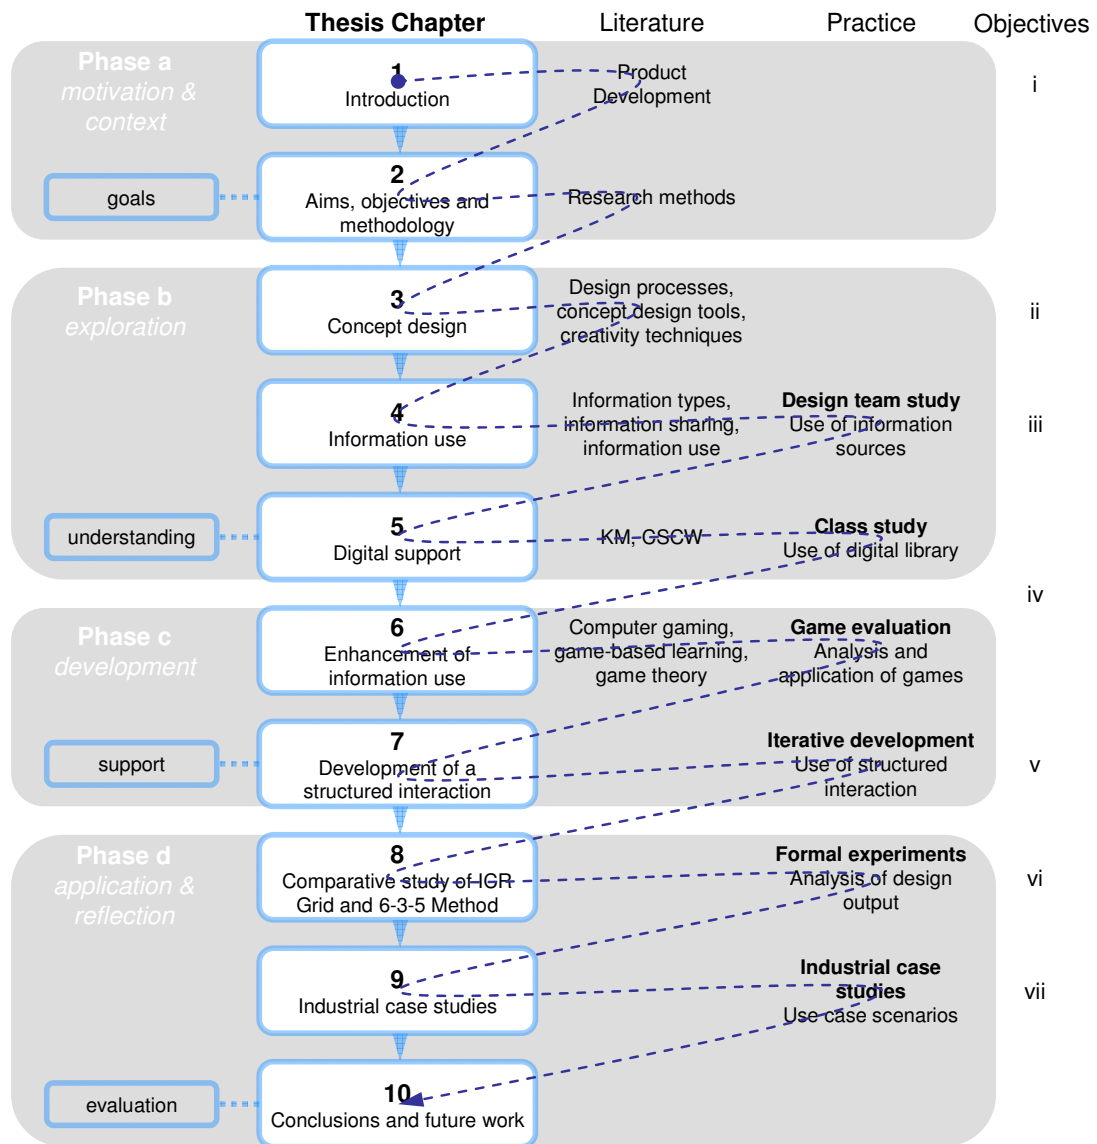 Thesis Chapter
Literature
Practice
Objectives
Phase a
motivation &
context
1
Introduction
Product
Development
i
goals
2
Aims, objectives and
methodology
Research methods
Phase b
exploration
3
Concept design
Design processes,
concept design tools,
creativity techniques
ii
4
Information use
Information types,
information sharing,
information use
Design team study
Use of information
sources
iii
understanding
5
Digital support
KM, CSCW
Class study
Use of digital library
iv
Phase c
development
6
Enhancement of
information use
Computer gaming,
game-based learning,
game theory
Game evaluation
Analysis and
application of games
support
7
Development of a
structured interaction
Iterative development
Use of structured
interaction
v
Phase d
application &
reflection
8
Comparative study of ICR
Grid and 6-3-5 Method
Formal experiments
Analysis of design
output
vi
9
Industrial case studies
Industrial case
studies
Use case scenarios
vii
evaluation
10
Conclusions and future work